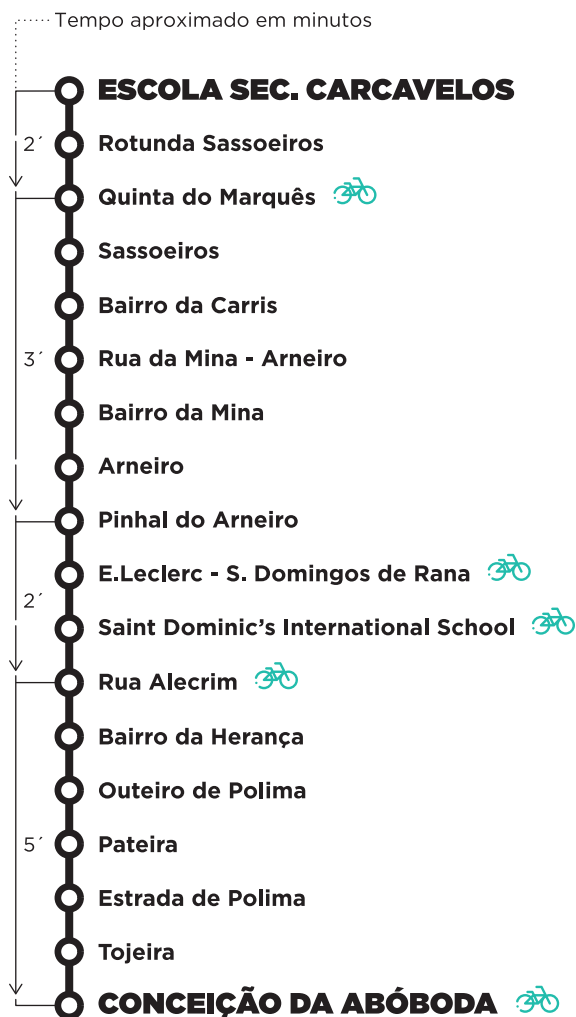 Tempo aproximado em minutos
ESCOLA SEC. CARCAVELOS
2´
Rotunda Sassoeiros
Quinta do Marquês
Sassoeiros
Bairro da Carris
3´
Rua da Mina - Arneiro
Bairro da Mina
Arneiro
Pinhal do Arneiro
E.Leclerc - S. Domingos de Rana
2´
Saint Dominic's International School
Rua Alecrim
Bairro da Herança
Outeiro de Polima
5´
Pateira
Estrada de Polima
Tojeira
CONCEIÇÃO DA ABÓBODA